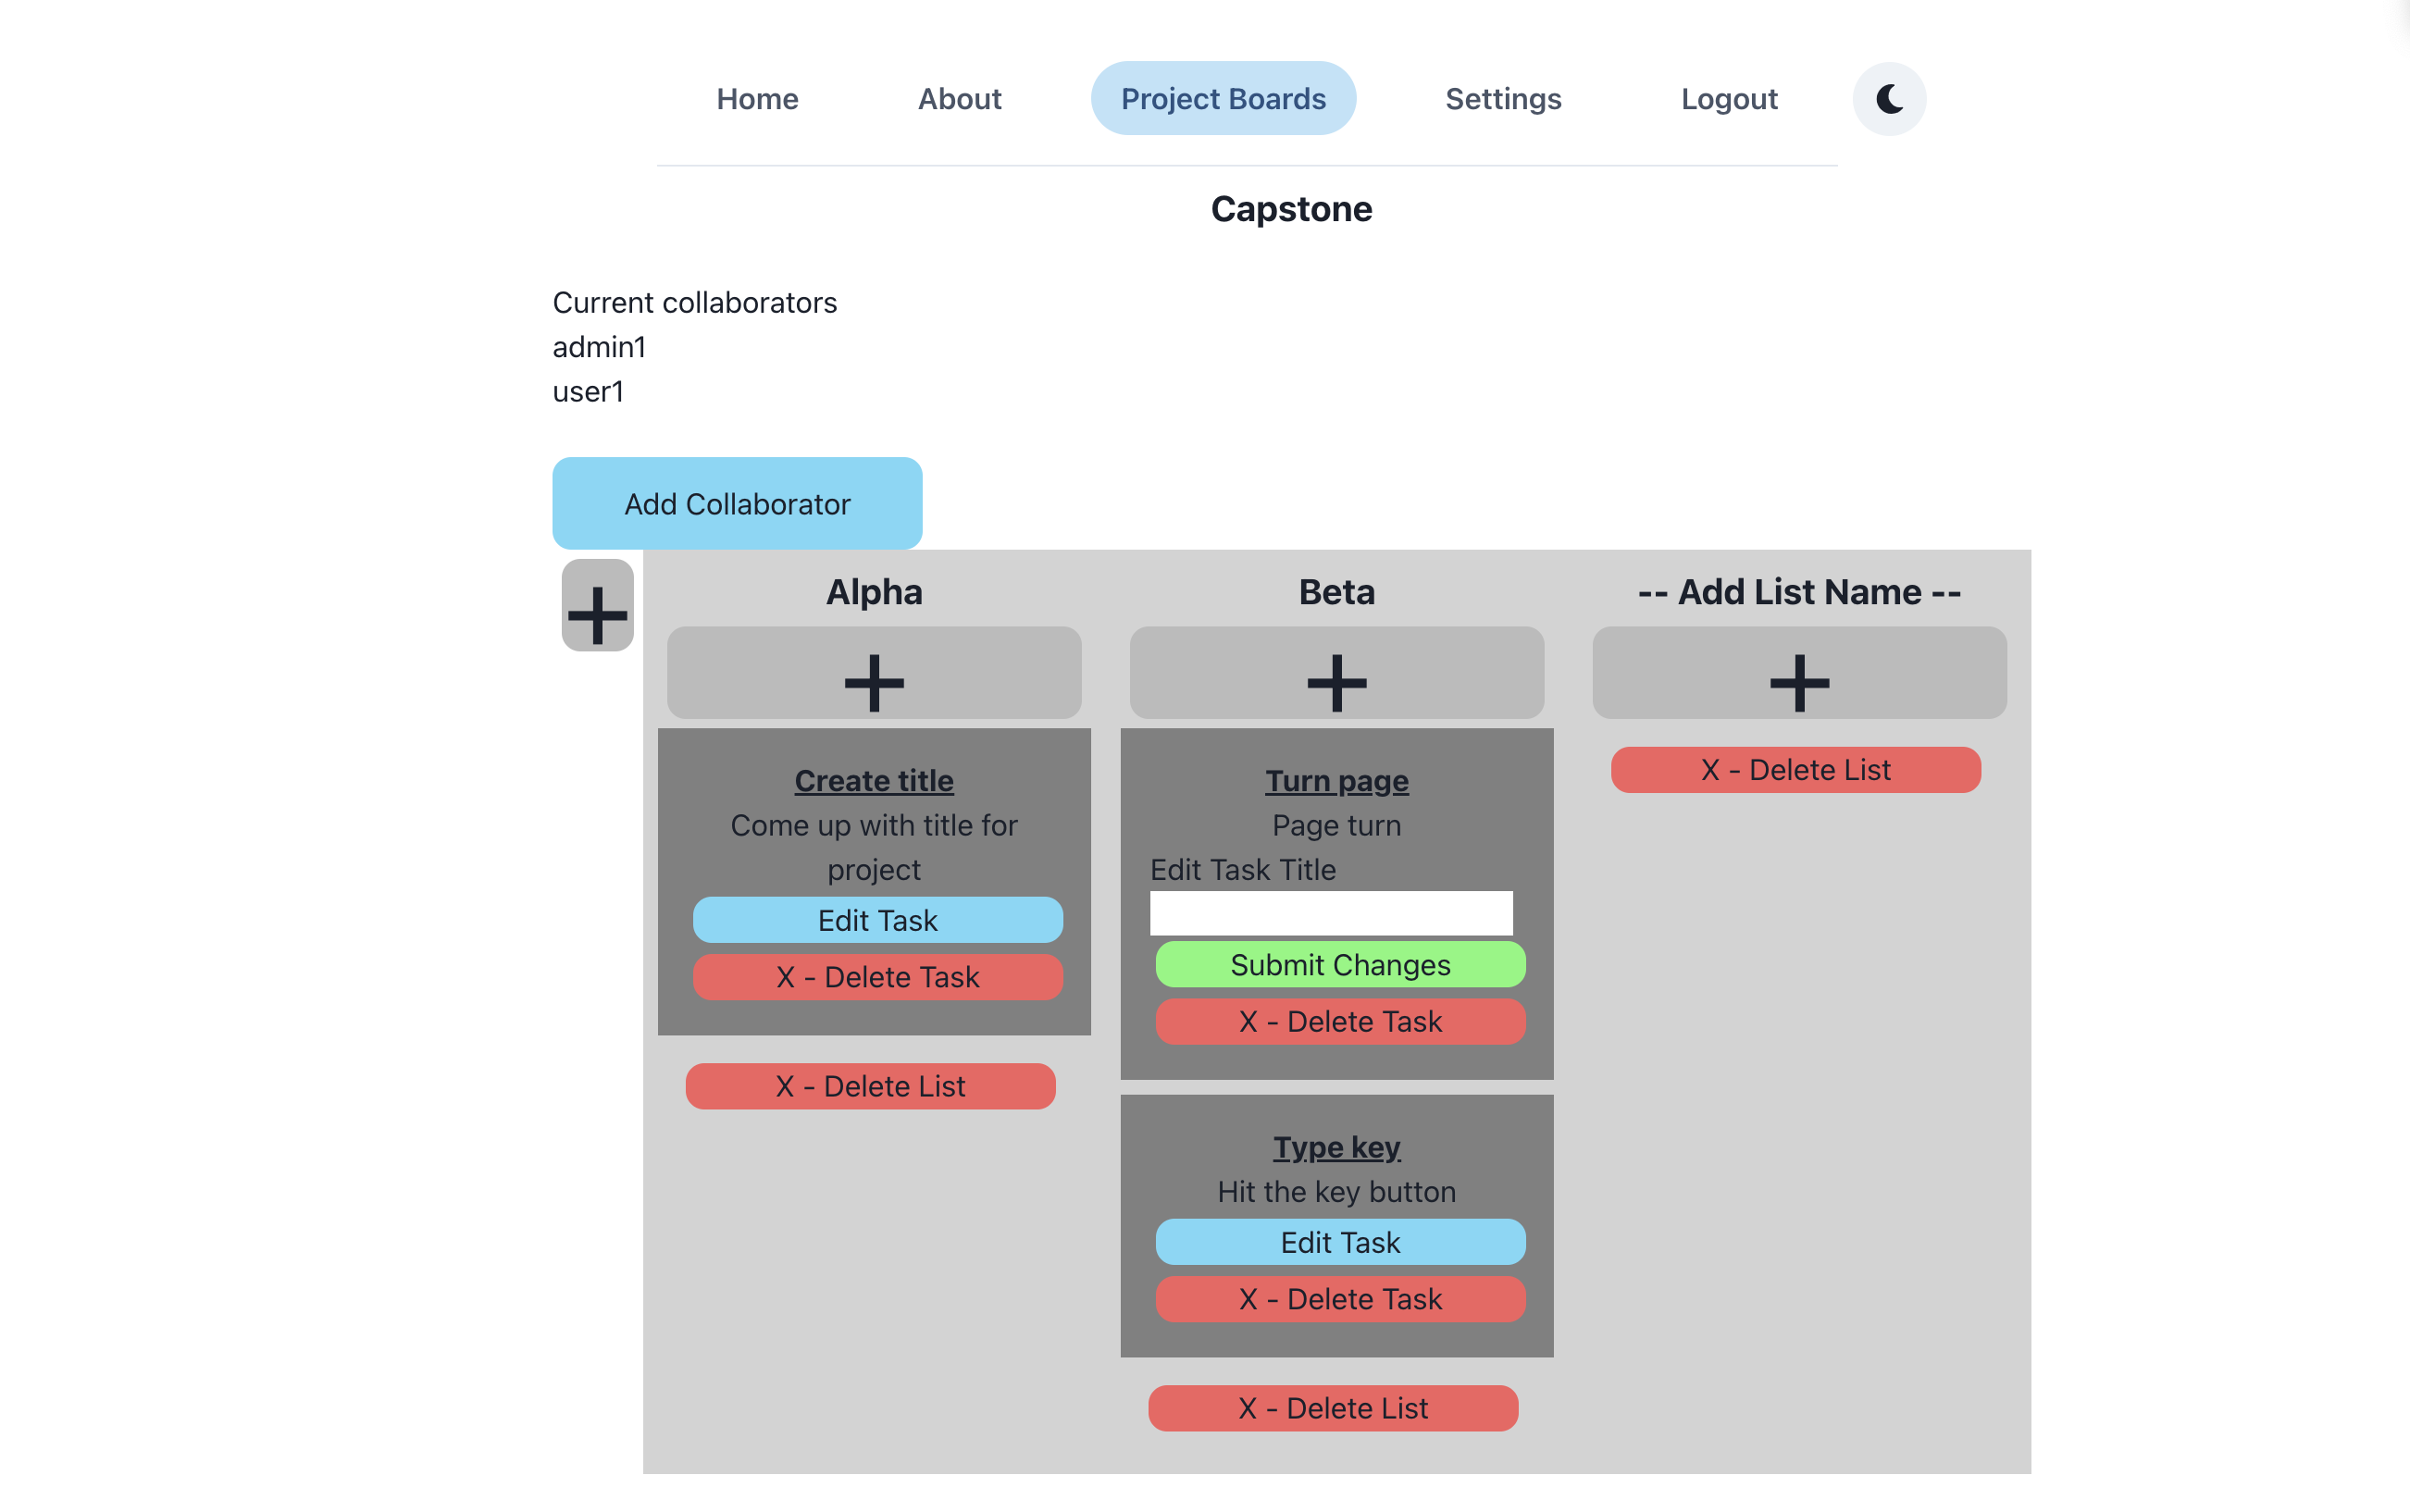 Home About Project Boards Settings Logout
Capstone
Current collaborators
admin1
user1
Add Collaborator
+
Alpha
+
Create title
Come up with title for
project
Edit Task
X - Delete Task
X - Delete List
Beta
+
Turn page
Page turn
Edit Task Title
Submit Changes
X - Delete Task
Type key
Hit the key button
Edit Task
X - Delete Task
X - Delete List
-- Add List Name --
+
X - Delete List